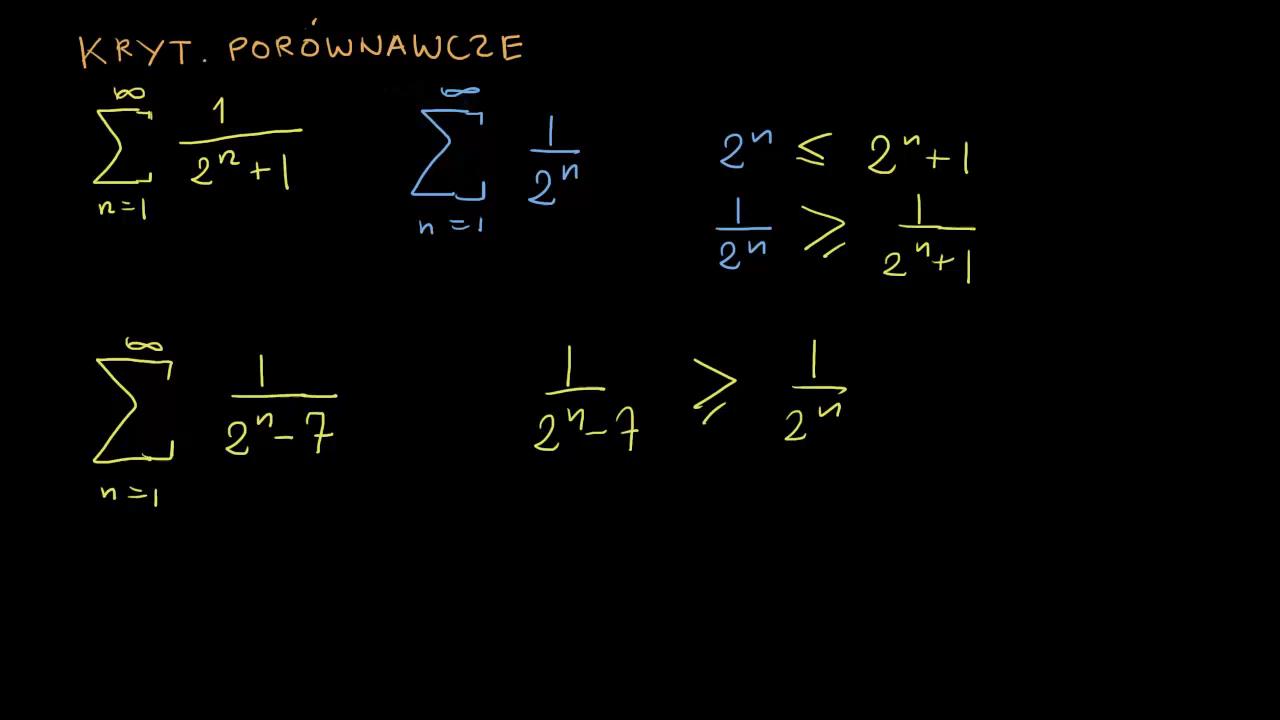 KRYT. PORÓWNAWCZE
∑_{n=1}^{∞} 1/(2^n + 1)   ∑_{n=1}^{∞} 1/2^n   2^n ≤ 2^n + 1
1/2^n ≥ 1/(2^n + 1)
∑_{n=1}^{∞} 1/(2^n − 7)   1/(2^n − 7) ≥ 1/2^n